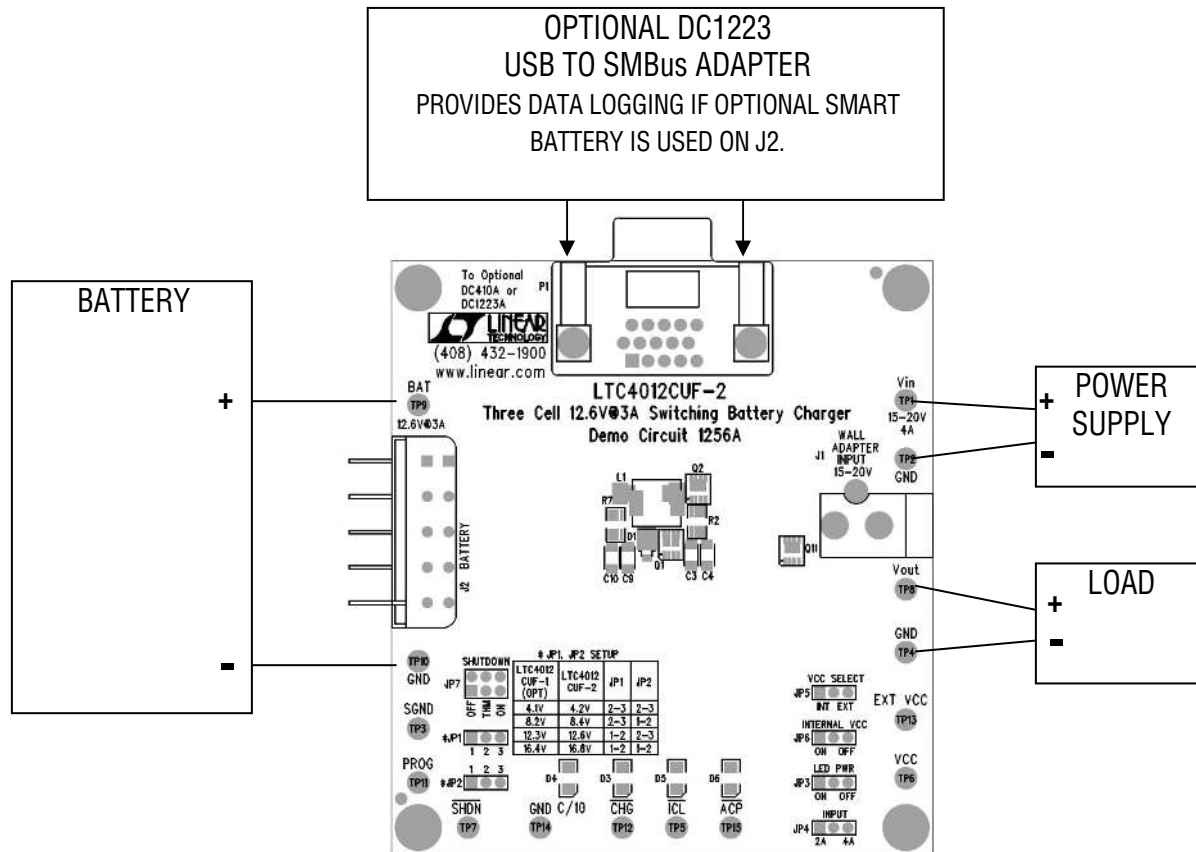 OPTIONAL DC1223
USB TO SMBus ADAPTER
PROVIDES DATA LOGGING IF OPTIONAL SMART
BATTERY IS USED ON J2.
BATTERY
+
-
To Optional
DC410A or
DC1223A
P1
LINEAR
TECHNOLOGY
(408) 432-1900
www.linear.com
LTC4012CUF-2
Three Cell 12.6V@3A Switching Battery Charger
Demo Circuit 1256A
BAT
TP9
12.6V@3A
Vin
TP1
15-20V
4A
POWER
SUPPLY
+
-
WALL
ADAPTER
INPUT
15-20V
J1
TP2
GND
L1
Q2
R7
R2
D1
Q1
C10
C9
C3
C4
Q11
J2 BATTERY
Vout
TP8
GND
TP4
LOAD
+
-
TP10
GND
SHUTDOWN
JP7
OFF
THM
ON
SGND
TP3
*JP1
1 2 3
PROG
TP11
1 2 3
*JP2
* JP1, JP2 SETUP
LTC4012 CUF-1 (OPT) LTC4012 CUF-2 JP1 JP2
4.1V 4.2V 2-3 2-3
8.2V 8.4V 2-3 1-2
12.3V 12.6V 1-2 2-3
16.4V 16.8V 1-2 1-2
VCC SELECT
JP5
INT EXT
EXT VCC
TP13
INTERNAL VCC
JP6
ON OFF
VCC
TP6
LED PWR
JP3
ON OFF
INPUT
JP4
2A 4A
D4
D3
D5
D6
SHDN
TP7
GND
TP14
C/10
CHG
TP12
ICL
TP5
ACP
TP15